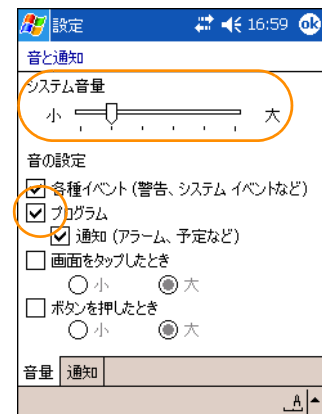 設定 16:59 ok
音と通知
システム音量
小 大
音の設定
各種イベント (警告、システム イベントなど)
プログラム
通知 (アラーム、予定など)
画面をタップしたとき
小 大
ボタンを押したとき
小 大
音量 通知
A